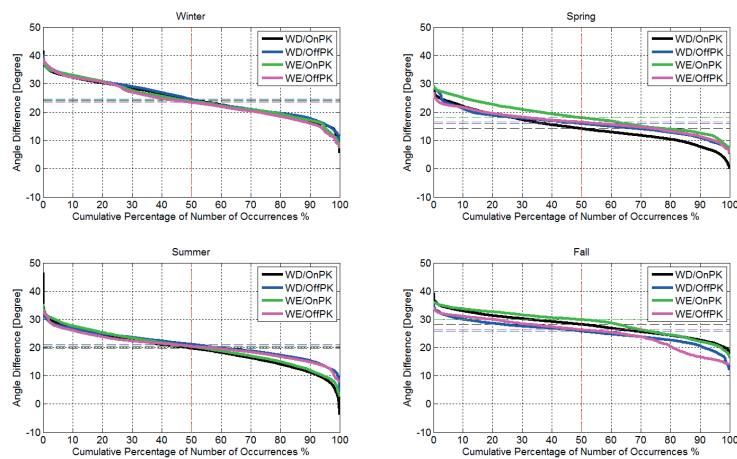 Winter
Angle Difference [Degree]
50
40
30
20
10
0
-10
0 10 20 30 40 50 60 70 80 90 100
Cumulative Percentage of Number of Occurrences %
WD/OnPK
WD/OffPK
WE/OnPK
WE/OffPK
Spring
Angle Difference [Degree]
50
40
30
20
10
0
-10
0 10 20 30 40 50 60 70 80 90 100
Cumulative Percentage of Number of Occurrences %
WD/OnPK
WD/OffPK
WE/OnPK
WE/OffPK
Summer
Angle Difference [Degree]
50
40
30
20
10
0
-10
0 10 20 30 40 50 60 70 80 90 100
Cumulative Percentage of Number of Occurrences %
WD/OnPK
WD/OffPK
WE/OnPK
WE/OffPK
Fall
Angle Difference [Degree]
50
40
30
20
10
0
-10
0 10 20 30 40 50 60 70 80 90 100
Cumulative Percentage of Number of Occurrences %
WD/OnPK
WD/OffPK
WE/OnPK
WE/OffPK